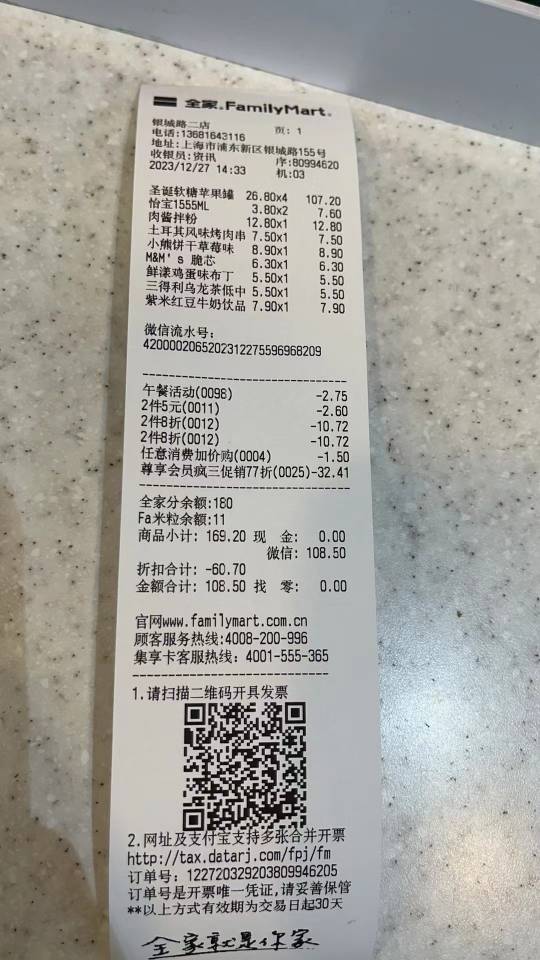 全家.FamilyMart.
银城路二店
电话:13681643116 页: 1
地址:上海市浦东新区银城路155号
收银员:资讯 序:80994620
2023/12/27 14:33 机:03
圣诞软糖苹果罐 26.80x4 107.20
怡宝1555ML 3.80x2 7.60
肉酱拌粉 12.80x1 12.80
土耳其风味烤肉串 7.50x1 7.50
小熊饼干草莓味 8.90x1 8.90
M&M's 脆芯 6.30x1 6.30
鲜漾鸡蛋味布丁 5.50x1 5.50
三得利乌龙茶低中 5.50x1 5.50
紫米红豆牛奶饮品 7.90x1 7.90
微信流水号:
4200002065202312275596968209
午餐活动(0098) -2.75
2件5元(0011) -2.60
2件8折(0012) -10.72
2件8折(0012) -10.72
任意消费加价购(0004) -1.50
尊享会员疯三促销77折(0025)-32.41
全家分余额:180
Fa米粒余额:11
商品小计: 169.20 现 金: 0.00
微信: 108.50
折扣合计: -60.70
金额合计: 108.50 找 零: 0.00
官网www.familymart.com.cn
顾客服务热线:4008-200-996
集享卡客服热线: 4001-555-365
1.请扫描二维码开具发票
2.网址及支付宝支持多张合并开票
http://tax.datarj.com/fpj/fm
订单号: 122720329203809946205
订单号是开票唯一凭证,请妥善保管
**以上方式有效期为交易日起30天
全家就是你家